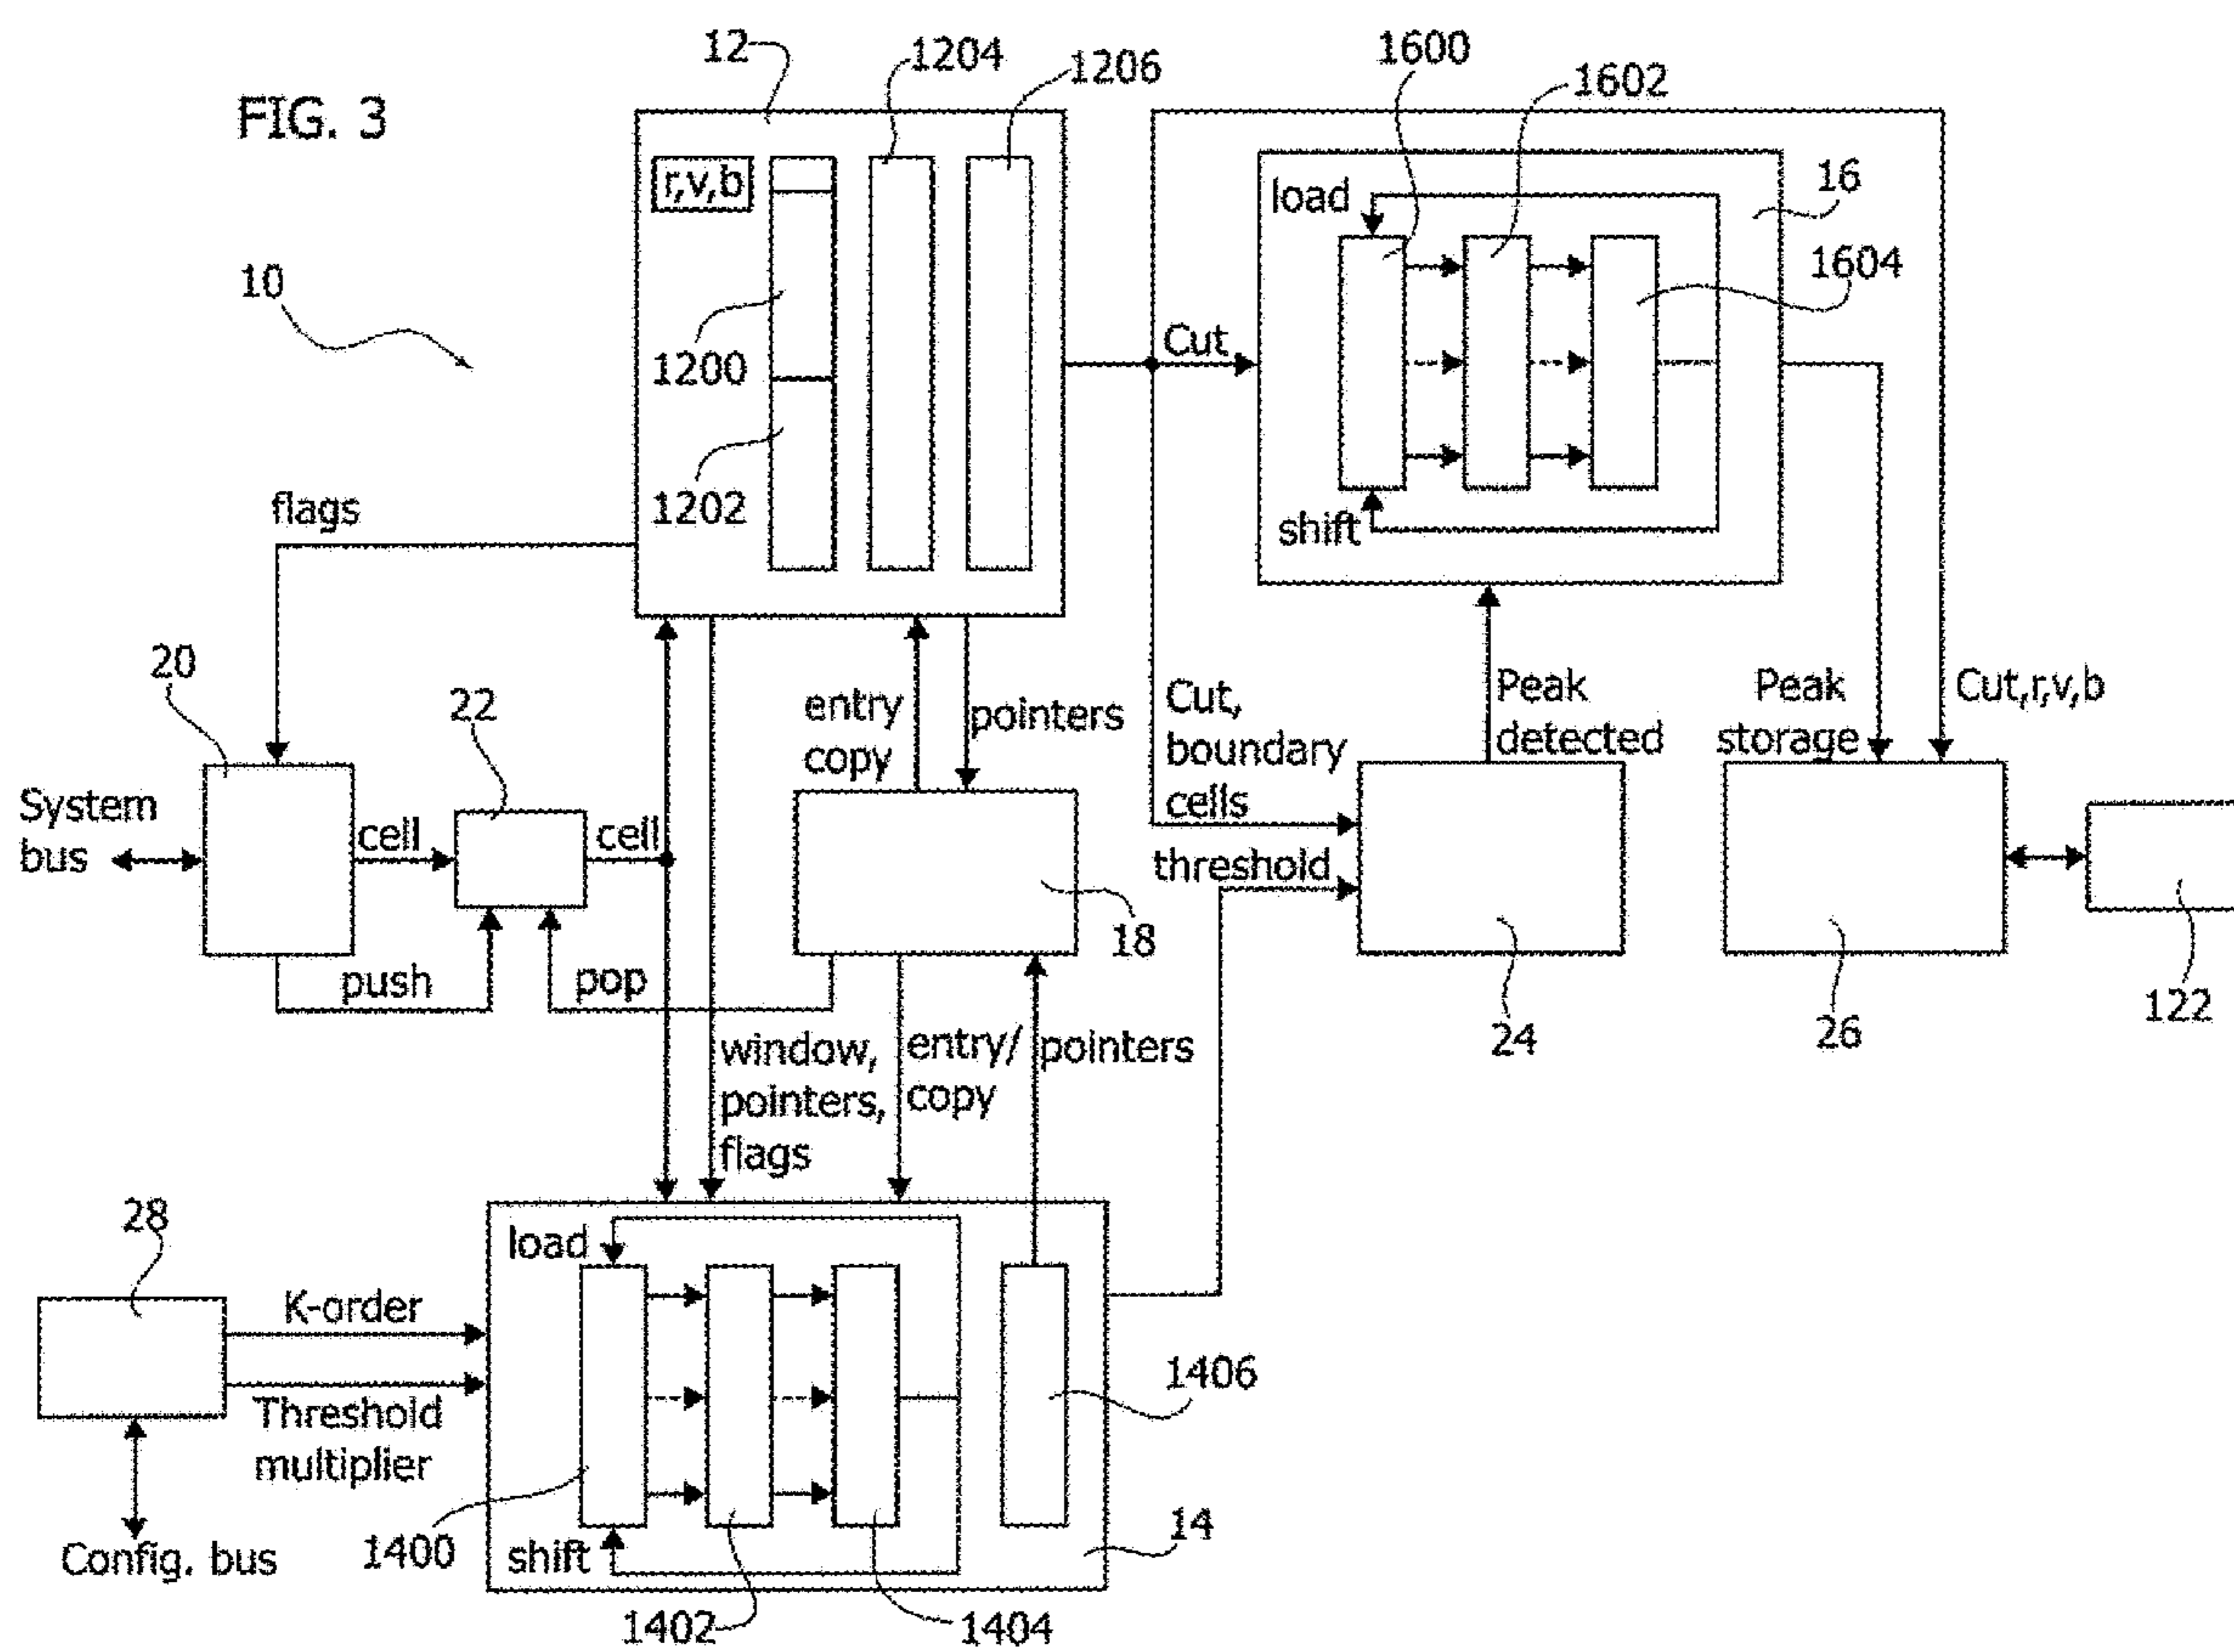 FIG. 3
12
1204
1206
1600
1602
r,v,b
load
16
10
1604
1200
Cut
1202
flags
shift
20
22
entry
copy
pointers
Cut,
boundary
cells
Peak
detected
Peak
storage
Cut,r,v,b
System
bus
cell
cell
threshold
18
push
pop
24
26
122
window,
pointers,
flags
entry/
copy
pointers
28
load
K-order
Threshold
multiplier
1406
1400
shift
14
Config. bus
1402
1404